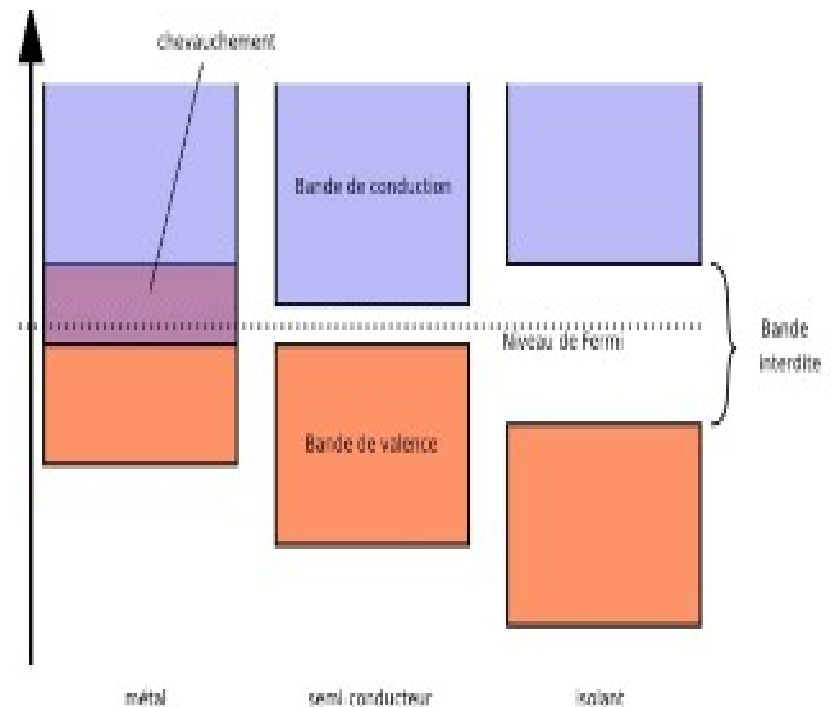 chevauchement
Bande de conduction
Niveau de Fermi
Bande
interdite
Bande de valence
métal
semi-conducteur
isolant